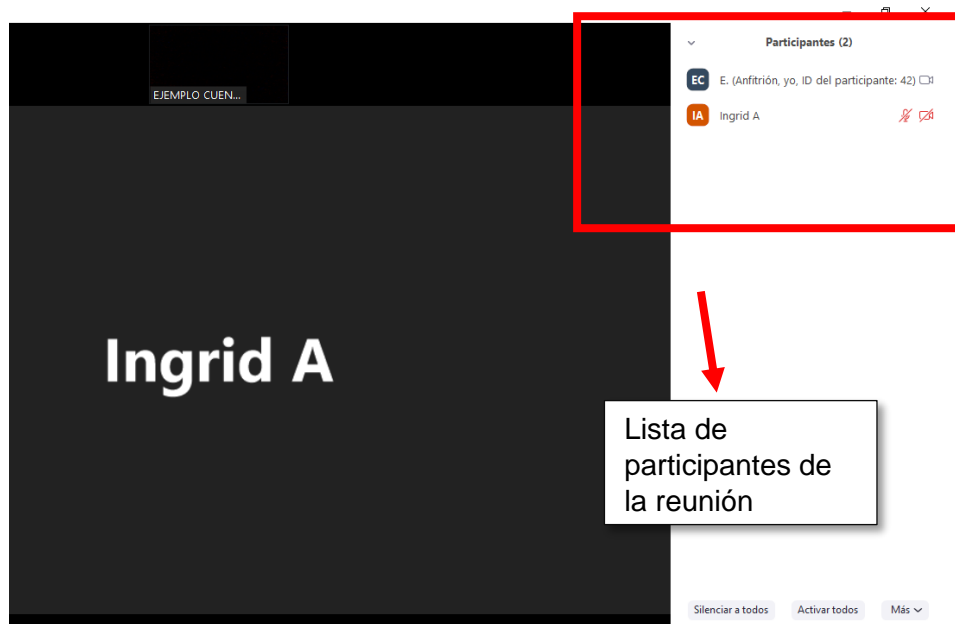 EJEMPLO CUEN...
Ingrid A
Participantes (2)
EC E. (Anfitrión, yo, ID del participante: 42)
IA Ingrid A
Lista de
participantes de
la reunión
Silenciar a todos Activar todos Más